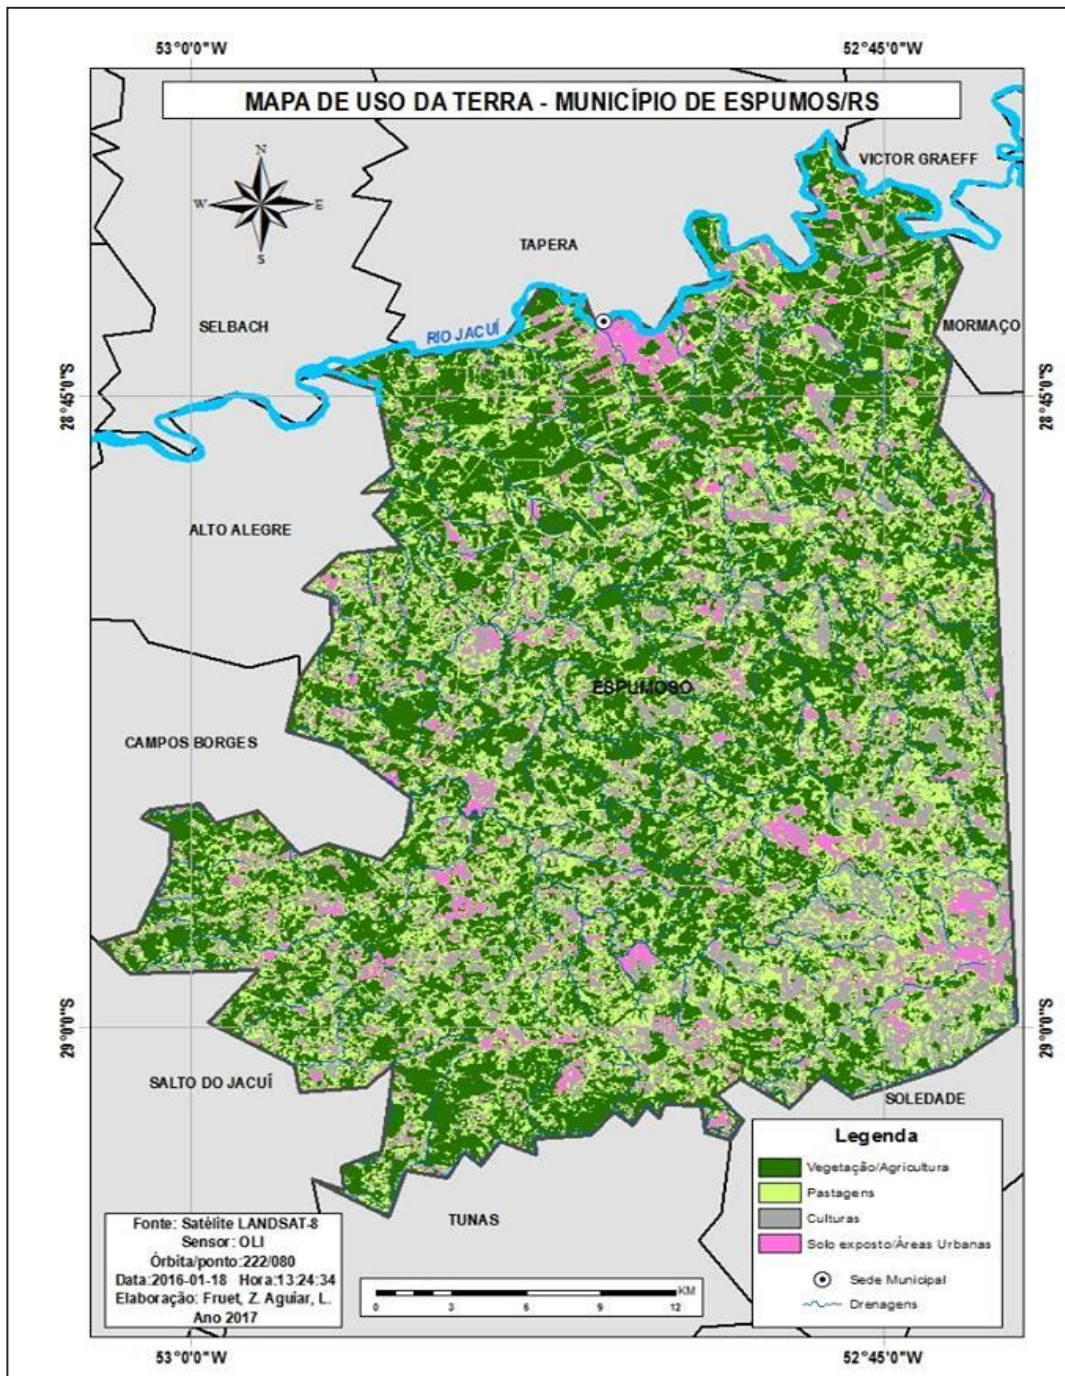 53°0'0"W
52°45'0"W
MAPA DE USO DA TERRA - MUNICÍPIO DE ESPUMOS/RS
VICTOR GRAEFF
N
W
E
S
TAPERA
SELBACH
RIO JACUÍ
MORMAÇO
28°45'0"S
28°45'0"S
ALTO ALEGRE
ESPUMOSO
CAMPOS BORGES
29°0'0"S
29°0'0"S
SALTO DO JACUÍ
SOLEDADE
TUNAS
Legenda
Vegetação/Agricultura
Pastagens
Culturas
Solo exposto/Áreas Urbanas
Sede Municipal
Drenagens
Fonte: Satélite LANDSAT-8
Sensor: OLI
Órbita/ponto:222/080
Data:2016-01-18 Hora:13:24:34
Elaboração: Fruet, Z. Aguiar, L.
Ano 2017
KM
0 3 6 9 12
53°0'0"W
52°45'0"W